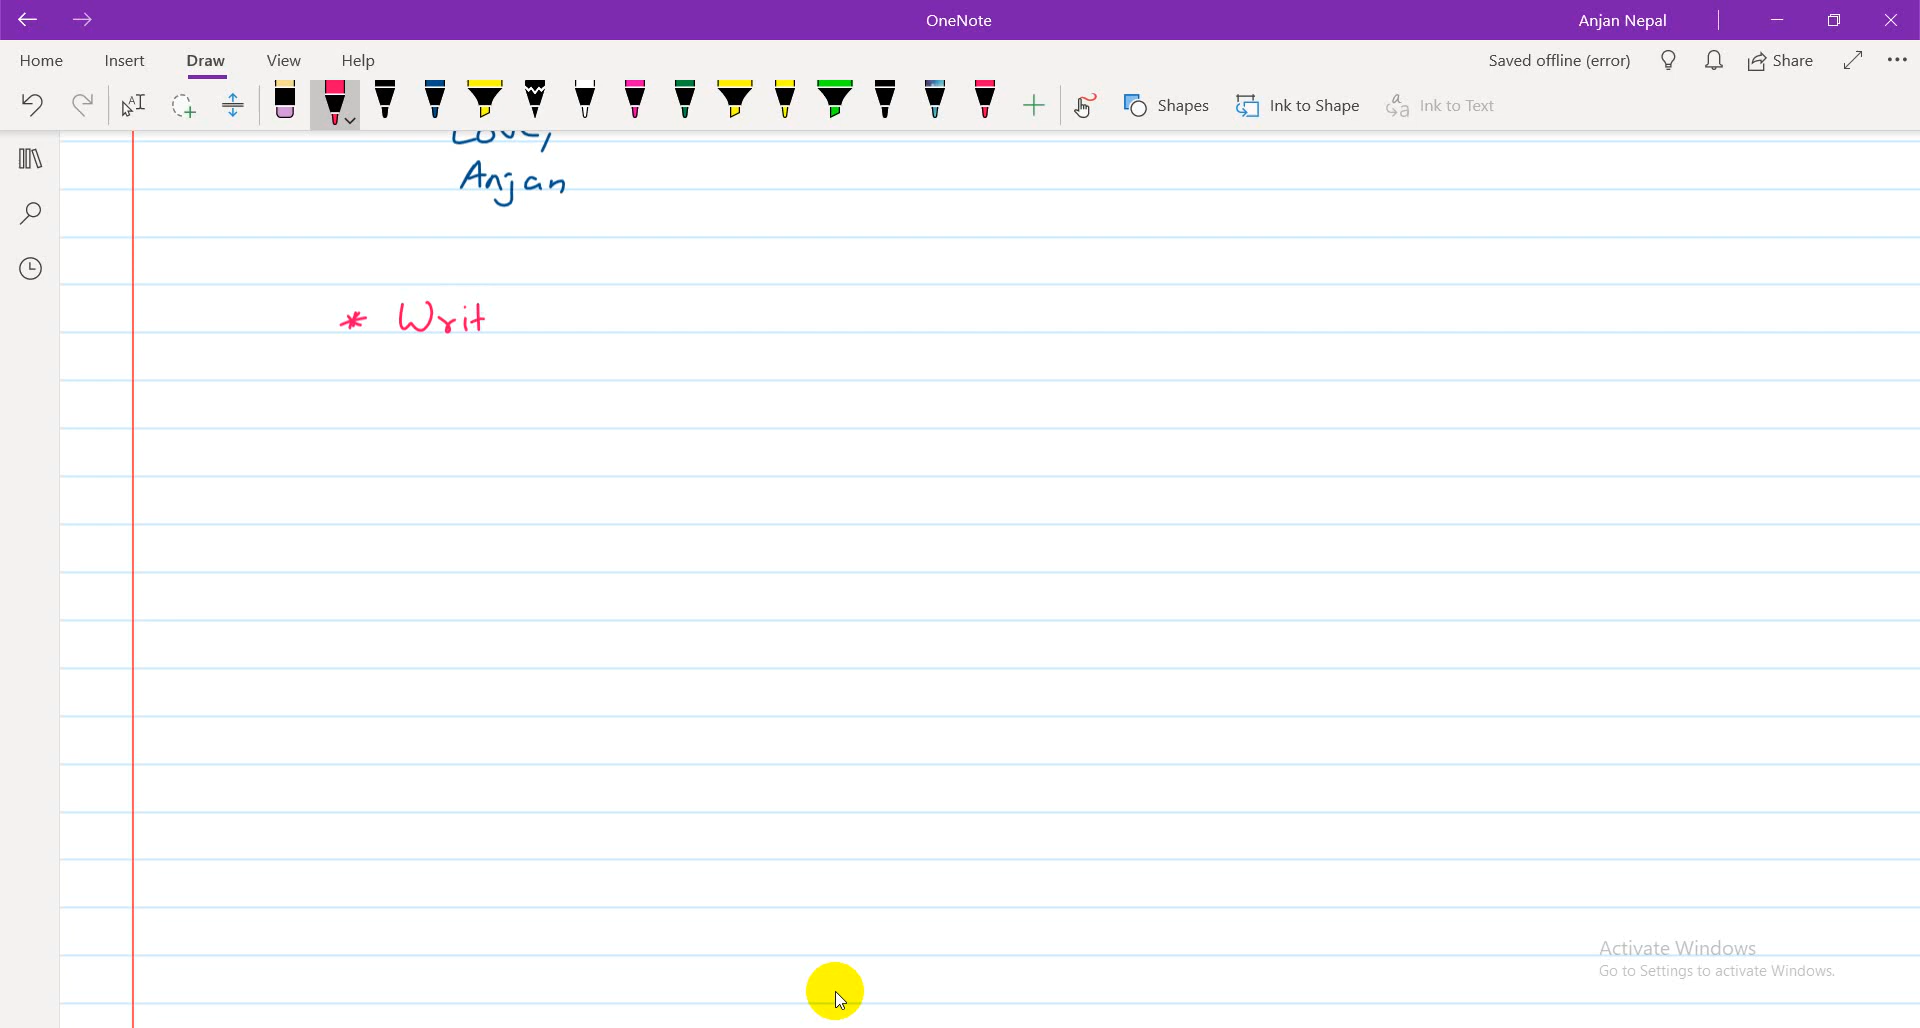 OneNote
Anjan Nepal
Home Insert Draw View Help
Saved offline (error)
Share
Shapes
Ink to Shape
Ink to Text
Love,
Anjan
* Writ
Activate Windows
Go to Settings to activate Windows.